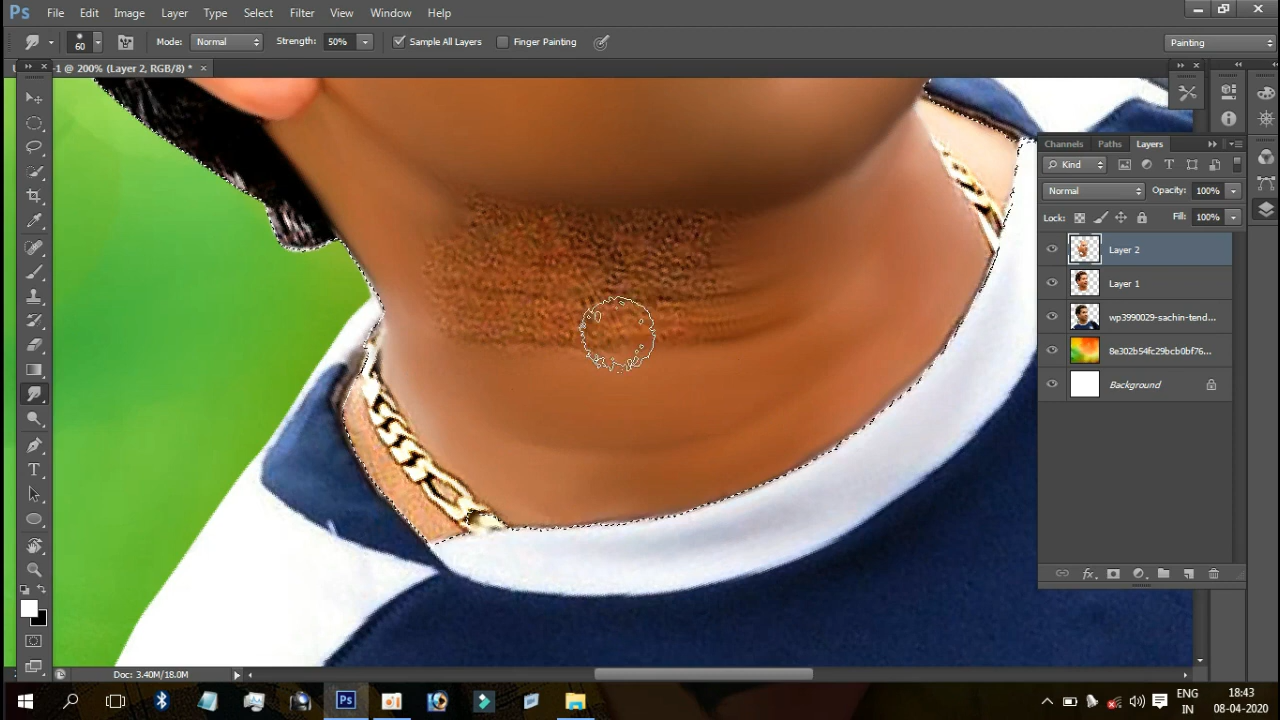 Ps File Edit Image Layer Type Select Filter View Window Help
60 Mode: Normal Strength: 50% Sample All Layers Finger Painting Painting
-1 @ 200% (Layer 2, RGB/8) *
Channels Paths Layers
Kind
Normal Opacity: 100%
Lock: Fill: 100%
Layer 2
Layer 1
wp3990029-sachin-tend...
8e302b54fc29bcb0bf76...
Background
fx
T
Doc: 3.40M/18.0M
Ps
ENG
IN
18:43
08-04-2020